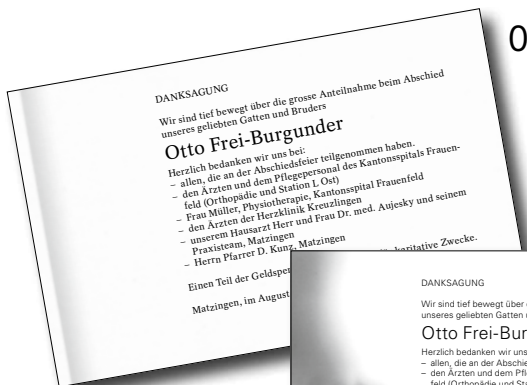 0
DANKSAGUNG
Wir sind tief bewegt über die grosse Anteilnahme beim Abschied
unseres geliebten Gatten und Bruders
Otto Frei-Burgunder
Herzlich bedanken wir uns bei:
– allen, die an der Abschiedsfeier teilgenommen haben.
– den Ärzten und dem Pflegepersonal des Kantonsspitals Frauen-
feld (Orthopädie und Station L Ost)
– Frau Müller, Physiotherapie, Kantonsspital Frauenfeld
– den Ärzten der Herzklinik Kreuzlingen
– unserem Hausarzt Herr und Frau Dr. med. Aujesky und seinem
Praxisteam, Matzingen
– Herrn Pfarrer D. Kunz, Matzingen
Einen Teil der karitative Zwecke.
Matzingen, im August
DANKSAGUNG
Wir sind tief bewegt über
unseres geliebten Gatten
Otto Frei-Bur
Herzlich bedanken wir uns
– allen, die an der
– den Ärzten und dem
feld (Orthopädie und